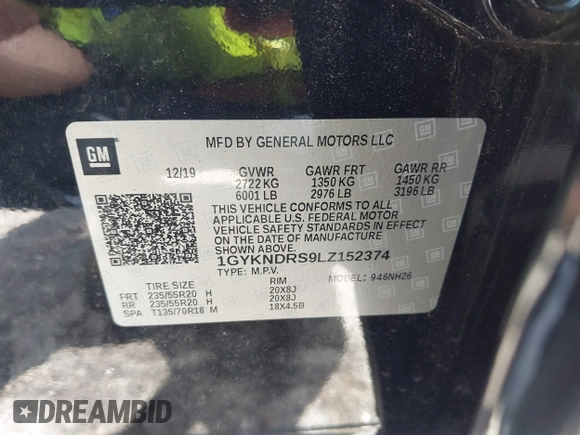 MFD BY GENERAL MOTORS LLC
GM
12/19 GVWR GAWR FRT GAWR RR
2722 KG 1350 KG 1450 KG
6001 LB 2976 LB 3196 LB
THIS VEHICLE CONFORMS TO ALL
APPLICABLE U.S. FEDERAL MOTOR
VEHICLE SAFETY STANDARDS IN EFFECT
ON THE DATE OF MANUFACTURE
SHOWN ABOVE.
1GYKNDRS9LZ152374
TYPE: M.P.V. MODEL: 946NH26
TIRE SIZE RIM
FRT 235/55R20 H 20X8J
RR 235/55R20 H 20X8J
SPA T135/70R18 M 18X4.5B
DREAMBID